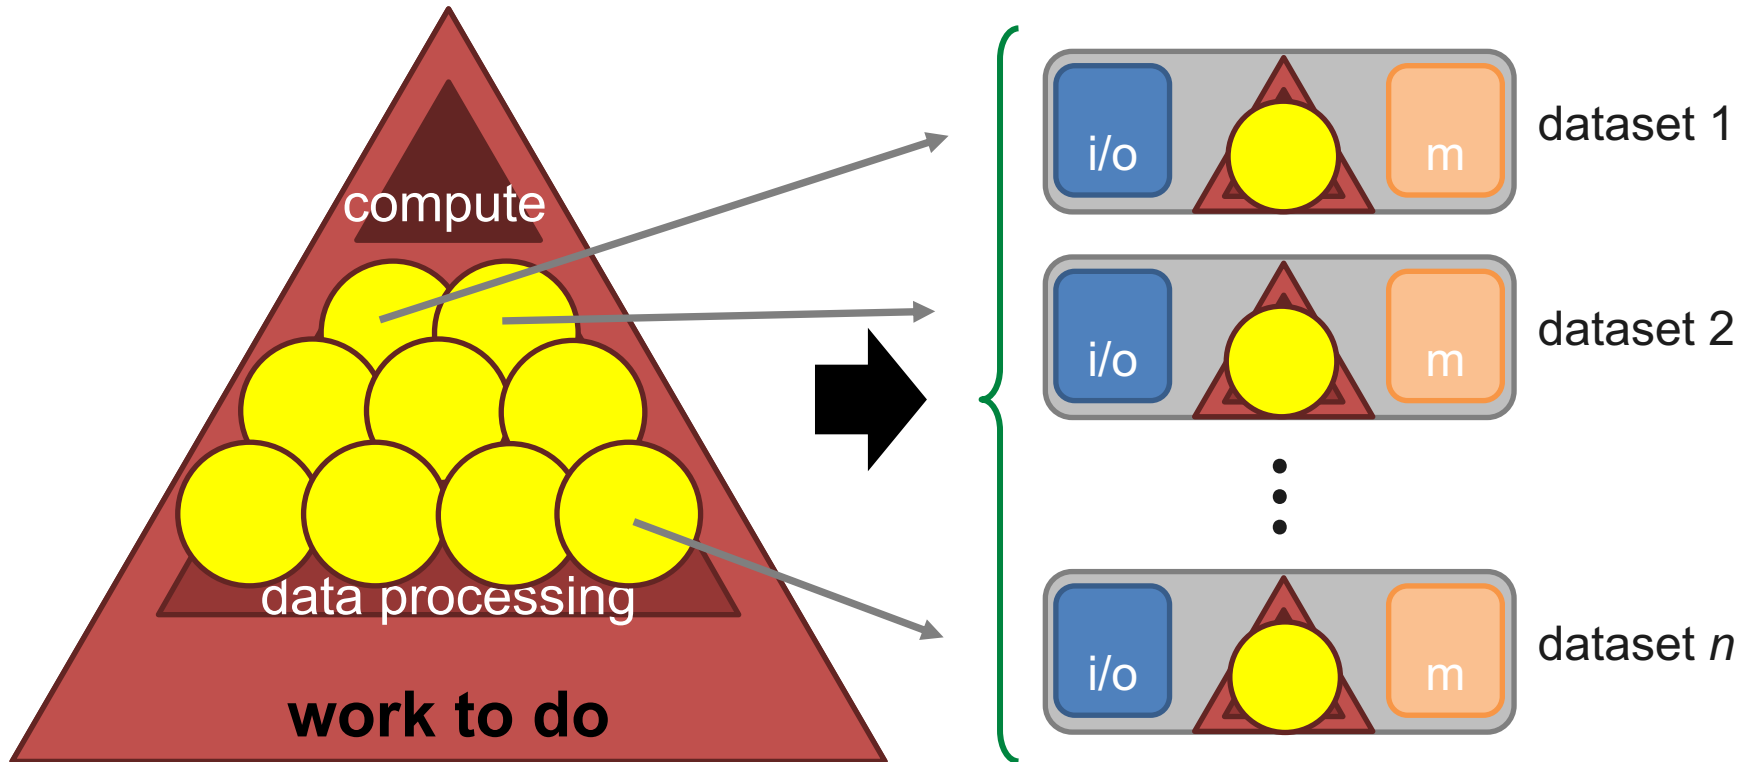 compute
data processing
work to do
i/o
m
dataset 1
i/o
m
dataset 2
i/o
m
dataset n